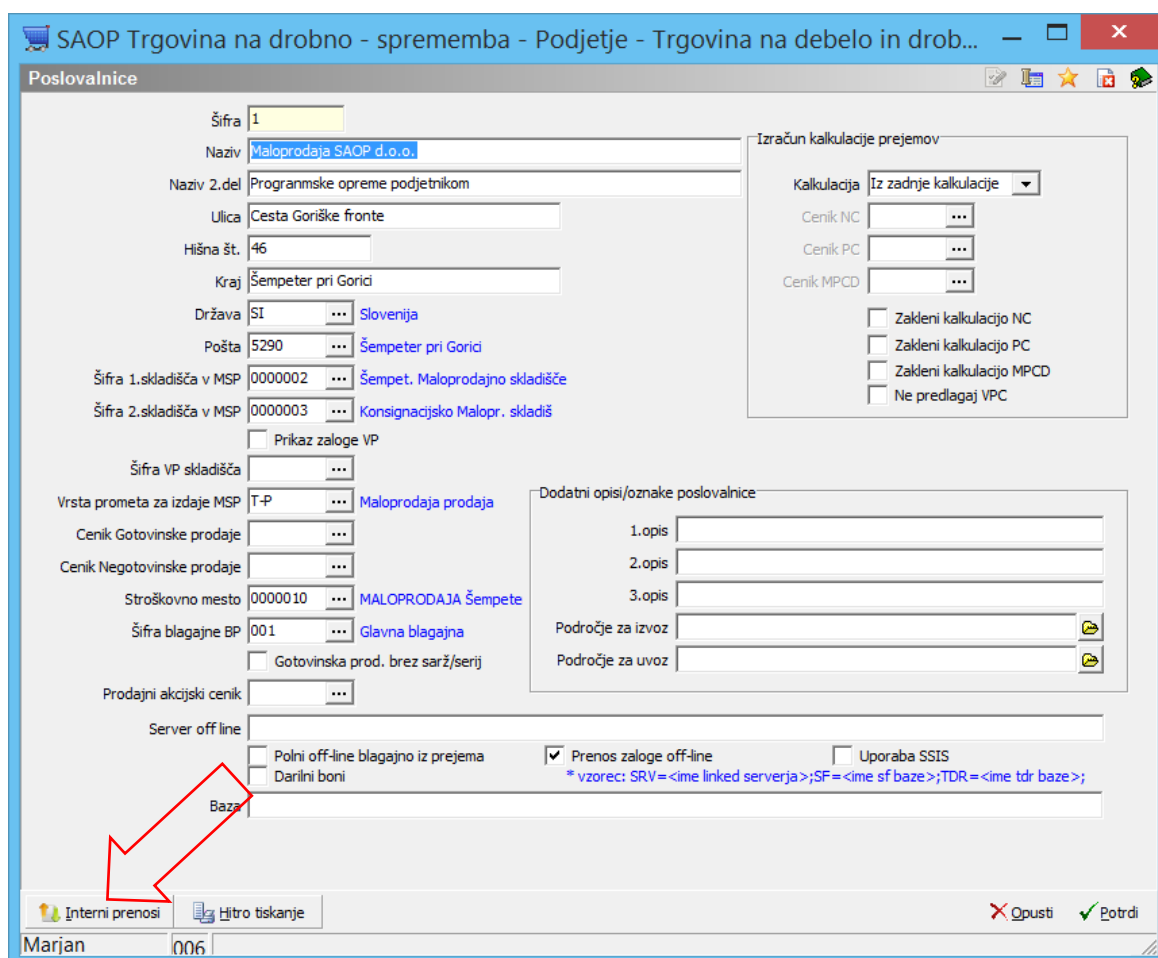 SAOP Trgovina na drobno - sprememba - Podjetje - Trgovina na debelo in drob...
Poslovalnice
Šifra 1
Naziv Maloprodaja SAOP d.o.o.
Naziv 2.del Progranmske opreme podjetnikom
Ulica Cesta Goriške fronte
Hišna št. 46
Kraj Šempeter pri Gorici
Država SI ... Slovenija
Pošta 5290 ... Šempeter pri Gorici
Šifra 1.skladišča v MSP 0000002 ... Šempet. Maloprodajno skladišče
Šifra 2.skladišča v MSP 0000003 ... Konsignacijsko Malopr. skladiš
Prikaz zaloge VP
Šifra VP skladišča ...
Vrsta prometa za izdaje MSP T-P ... Maloprodaja prodaja
Cenik Gotovinske prodaje ...
Cenik Negotovinske prodaje ...
Stroškovno mesto 0000010 ... MALOPRODAJA Šempete
Šifra blagajne BP 001 ... Glavna blagajna
Gotovinska prod. brez sarž/serij
Prodajni akcijski cenik ...
Izračun kalkulacije prejemov
Kalkulacija Iz zadnje kalkulacije
Cenik NC ...
Cenik PC ...
Cenik MPCD ...
Zakleni kalkulacijo NC
Zakleni kalkulacijo PC
Zakleni kalkulacijo MPCD
Ne predlagaj VPC
Dodatni opisi/oznake poslovalnice
1.opis
2.opis
3.opis
Področje za izvoz
Področje za uvoz
Server off line
Polni off-line blagajno iz prejema Prenos zaloge off-line Uporaba SSIS
Darilni boni * vzorec: SRV=<ime linked serverja>;SF=<ime sf baze>;TDR=<ime tdr baze>;
Baza
Interni prenosi Hitro tiskanje Opusti Potrdi
Marjan 006